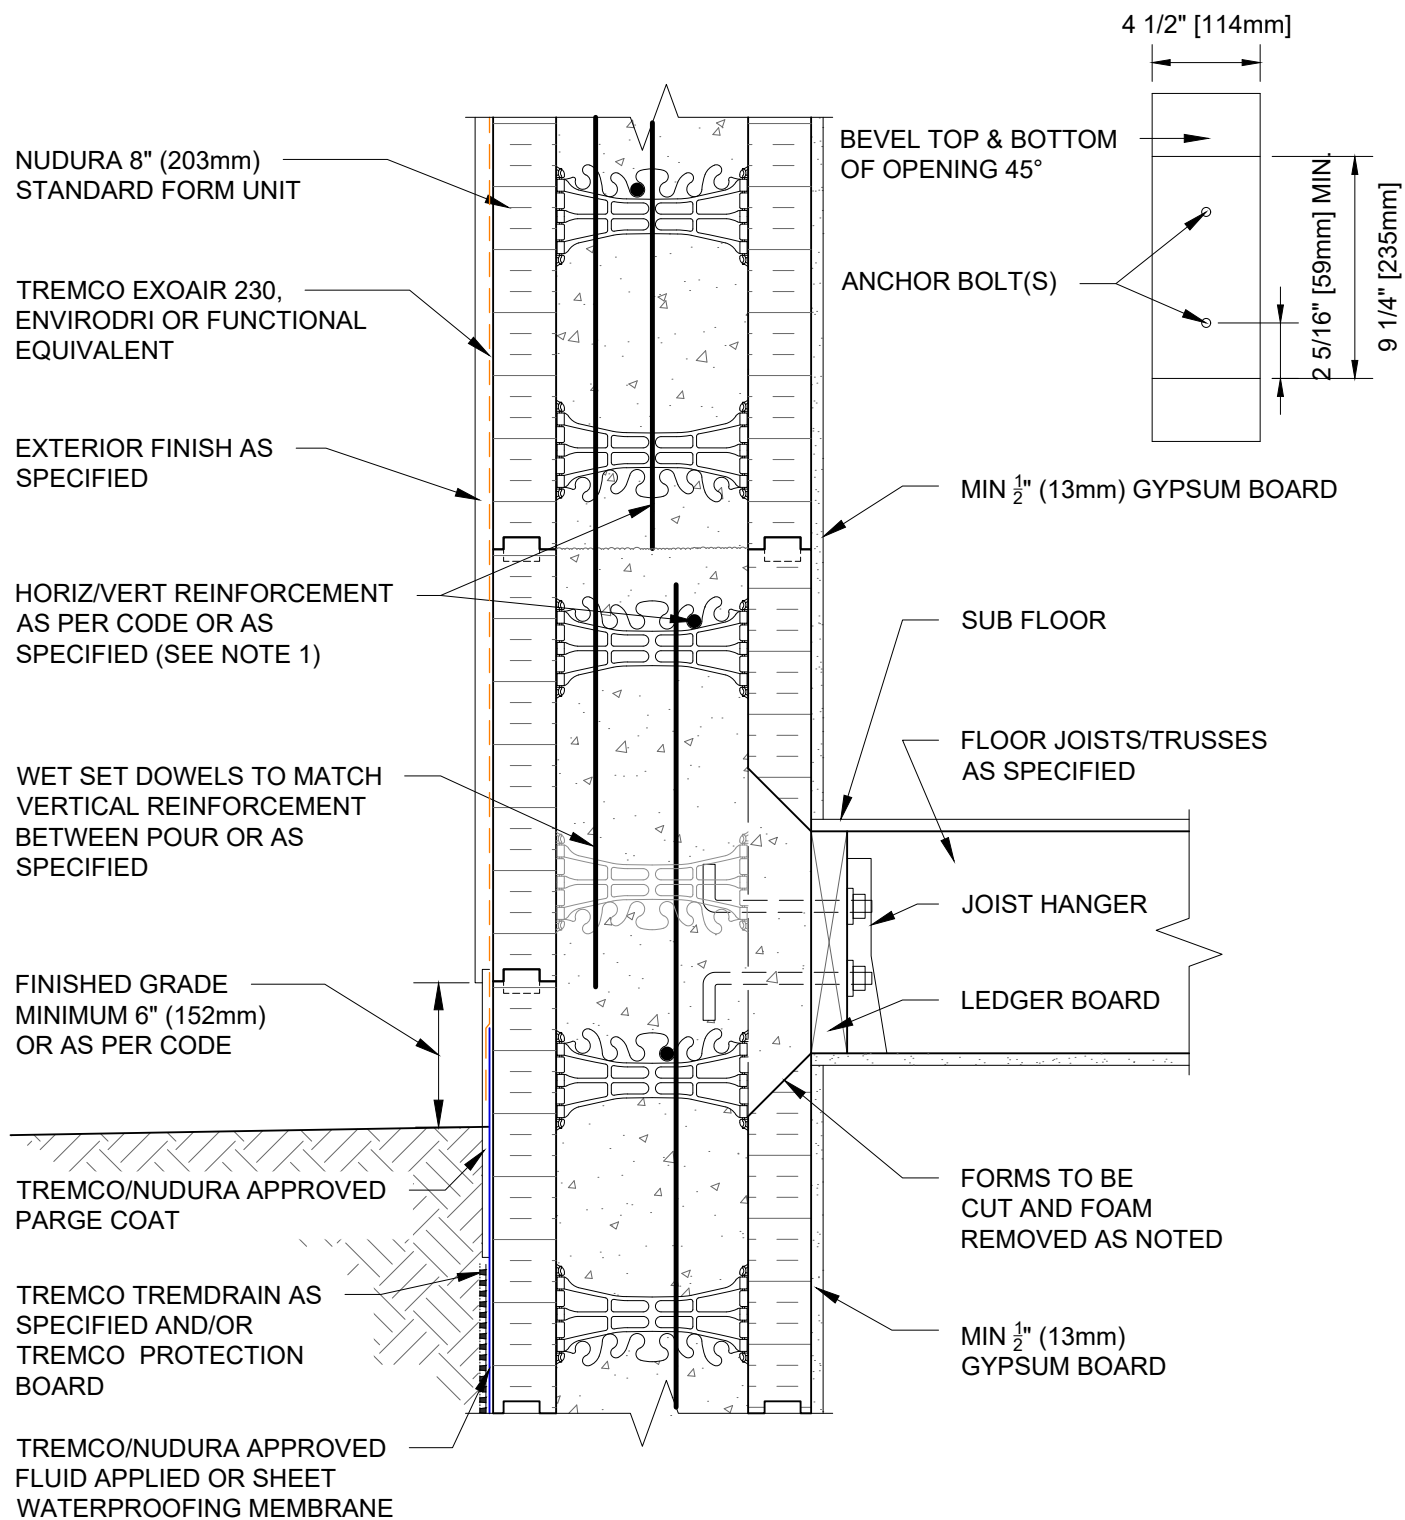 4 1/2" [114mm]
BEVEL TOP & BOTTOM
OF OPENING 45°
ANCHOR BOLT(S)
2 5/16" [59mm] MIN.
9 1/4" [235mm]
NUDURA 8" (203mm)
STANDARD FORM UNIT
TREMCO EXOAIR 230,
ENVIRODRI OR FUNCTIONAL
EQUIVALENT
EXTERIOR FINISH AS
SPECIFIED
HORIZ/VERT REINFORCEMENT
AS PER CODE OR AS
SPECIFIED (SEE NOTE 1)
WET SET DOWELS TO MATCH
VERTICAL REINFORCEMENT
BETWEEN POUR OR AS
SPECIFIED
FINISHED GRADE
MINIMUM 6" (152mm)
OR AS PER CODE
TREMCO/NUDURA APPROVED
PARGE COAT
TREMCO TREMDRAIN AS
SPECIFIED AND/OR
TREMCO PROTECTION
BOARD
TREMCO/NUDURA APPROVED
FLUID APPLIED OR SHEET
WATERPROOFING MEMBRANE
MIN 1/2" (13mm) GYPSUM BOARD
SUB FLOOR
FLOOR JOISTS/TRUSSES
AS SPECIFIED
JOIST HANGER
LEDGER BOARD
FORMS TO BE
CUT AND FOAM
REMOVED AS NOTED
MIN 1/2" (13mm)
GYPSUM BOARD